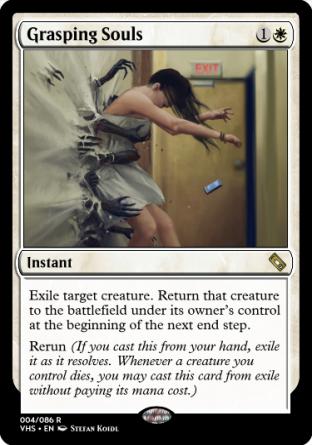 Grasping Souls 1
EXIT
Instant
Exile target creature. Return that creature
to the battlefield under its owner's control
at the beginning of the next end step.
Rerun (If you cast this from your hand, exile
it as it resolves. Whenever a creature you
control dies, you may cast this card from exile
without paying its mana cost.)
004/086 R
VHS • EN Stefan Koidl